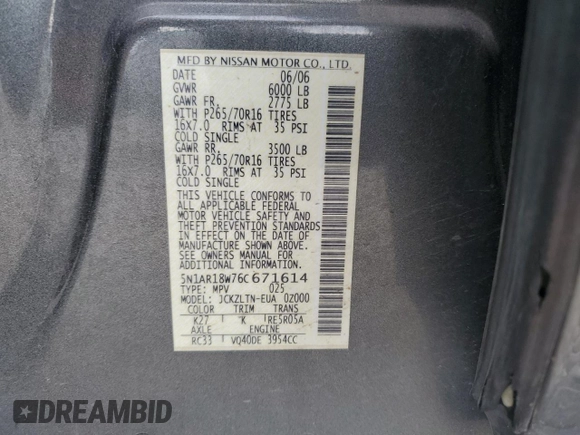 MFD BY NISSAN MOTOR CO., LTD.
DATE 06/06
GVWR 6000 LB
GAWR FR. 2775 LB
WITH P265/70R16 TIRES
16X7.0 RIMS AT 35 PSI
COLD SINGLE
GAWR RR. 3500 LB
WITH P265/70R16 TIRES
16X7.0 RIMS AT 35 PSI
COLD SINGLE
THIS VEHICLE CONFORMS TO
ALL APPLICABLE FEDERAL
MOTOR VEHICLE SAFETY AND
THEFT PREVENTION STANDARDS
IN EFFECT ON THE DATE OF
MANUFACTURE SHOWN ABOVE.
SEE OWNERS MANUAL FOR
ADDITIONAL INFORMATION
5N1AR18W76C671614
TYPE: MPV 025
MODEL: JCKZLTN-EUA 0Z000
COLOR TRIM TRANS
K27 K RE5R05A
AXLE ENGINE
RC33 VQ40DE 3954CC
DREAMBID